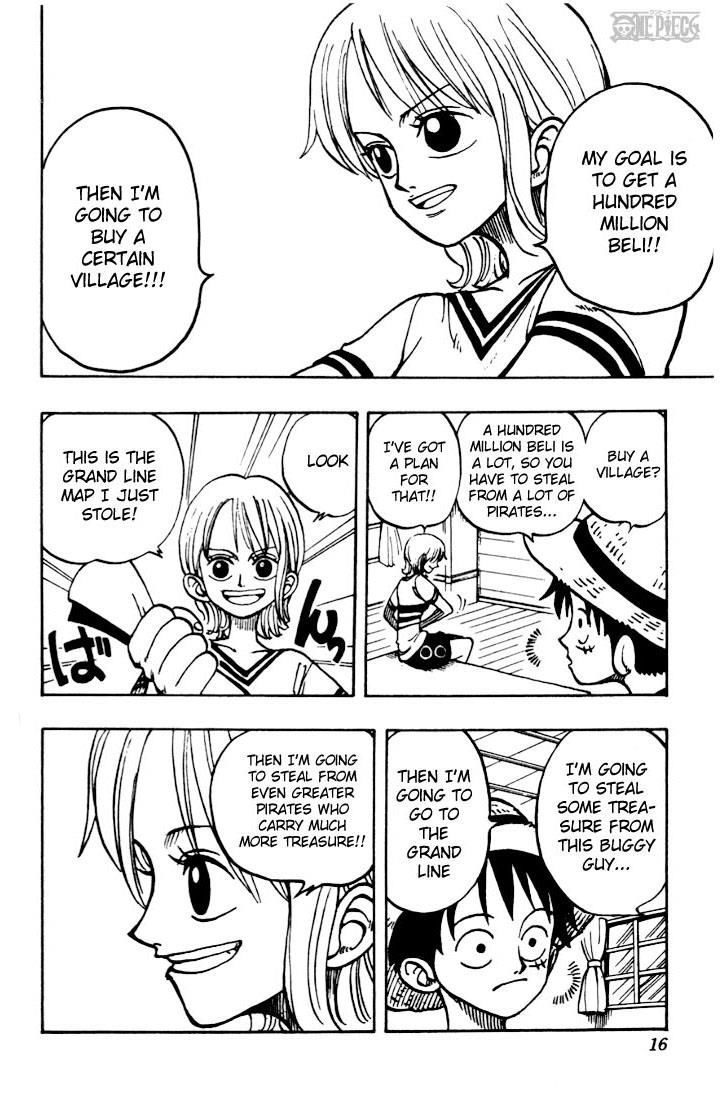 ONE PIECE
MY GOAL IS
TO GET A
HUNDRED
MILLION
BELI!!
THEN I'M
GOING TO
BUY A
CERTAIN
VILLAGE!!!
BUY A
VILLAGE?
A HUNDRED
MILLION BELI IS
A LOT, SO YOU
HAVE TO STEAL
FROM A LOT OF
PIRATES...
I'VE GOT
A PLAN
FOR
THAT!!
LOOK
THIS IS THE
GRAND LINE
MAP I JUST
STOLE!
ばんっ
I'M GOING
TO STEAL
SOME TREA-
SURE FROM
THIS BUGGY
GUY...
THEN I'M
GOING TO
GO TO
THE
GRAND
LINE
THEN I'M GOING
TO STEAL FROM
EVEN GREATER
PIRATES WHO
CARRY MUCH
MORE TREASURE!!
16